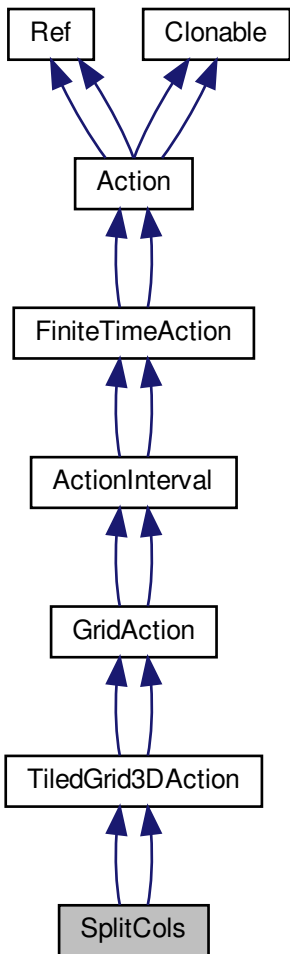 Ref
Clonable
Action
FiniteTimeAction
ActionInterval
GridAction
TiledGrid3DAction
SplitCols